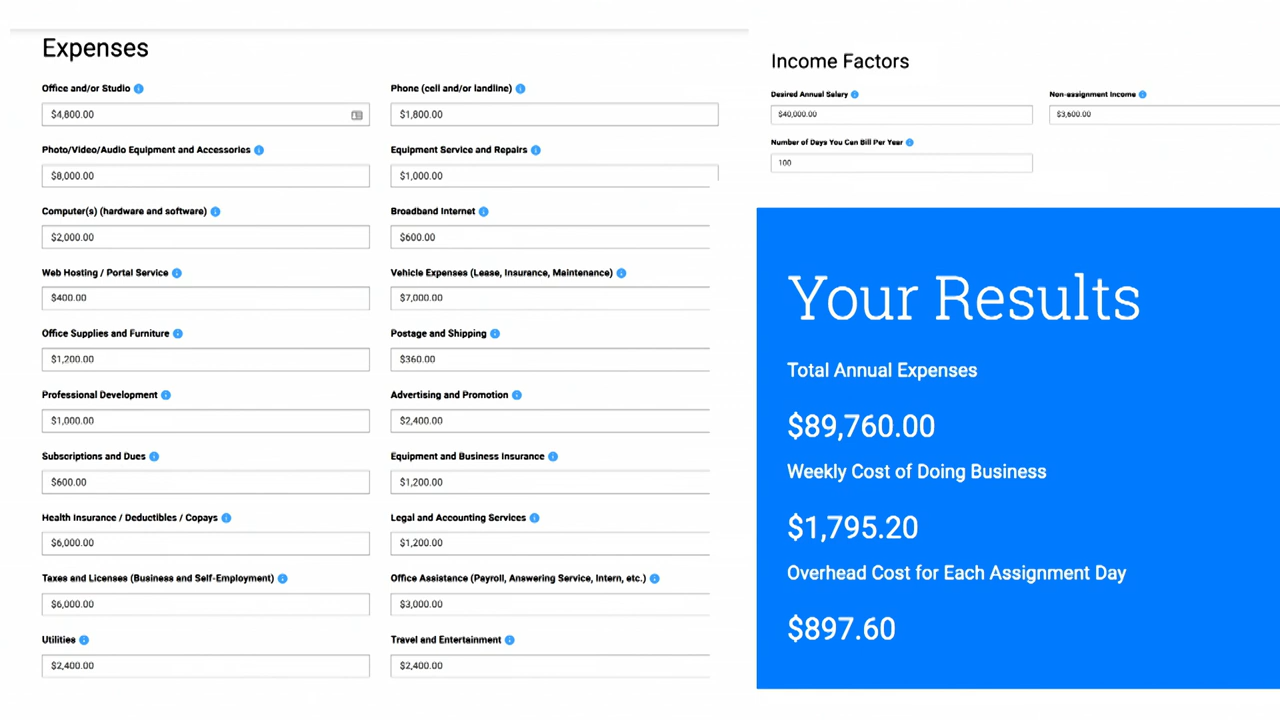 Expenses
Office and/or Studio
$4,800.00
Phone (cell and/or landline)
$1,800.00
Photo/Video/Audio Equipment and Accessories
$8,000.00
Equipment Service and Repairs
$1,000.00
Computer(s) (hardware and software)
$2,000.00
Broadband Internet
$600.00
Web Hosting / Portal Service
$400.00
Vehicle Expenses (Lease, Insurance, Maintenance)
$7,000.00
Office Supplies and Furniture
$1,200.00
Postage and Shipping
$360.00
Professional Development
$1,000.00
Advertising and Promotion
$2,400.00
Subscriptions and Dues
$600.00
Equipment and Business Insurance
$1,200.00
Health Insurance / Deductibles / Copays
$6,000.00
Legal and Accounting Services
$1,200.00
Taxes and Licenses (Business and Self-Employment)
$6,000.00
Office Assistance (Payroll, Answering Service, Intern, etc.)
$3,000.00
Utilities
$2,400.00
Travel and Entertainment
$2,400.00
Income Factors
Desired Annual Salary
$40,000.00
Non-assignment Income
$3,600.00
Number of Days You Can Bill Per Year
100
Your Results
Total Annual Expenses
$89,760.00
Weekly Cost of Doing Business
$1,795.20
Overhead Cost for Each Assignment Day
$897.60